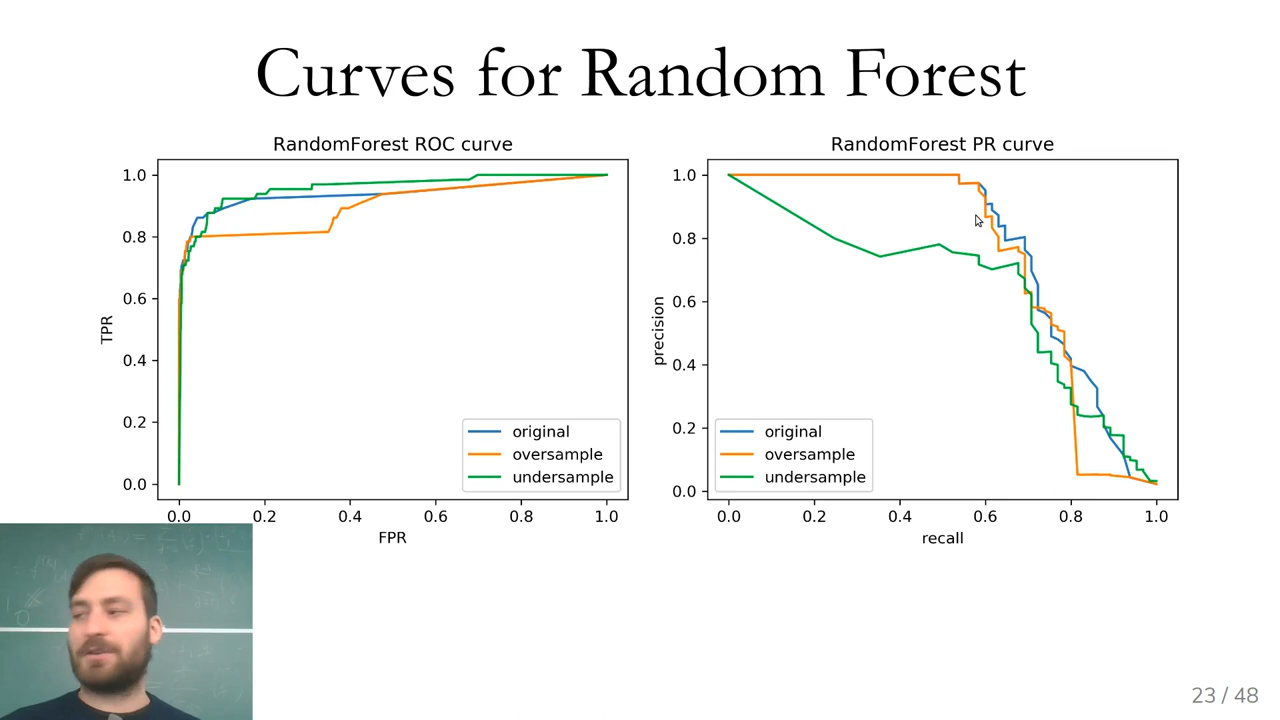 Curves for Random Forest
RandomForest ROC curve
1.0
0.8
0.6
0.4
0.2
0.0
TPR
original
oversample
undersample
0.0 0.2 0.4 0.6 0.8 1.0
FPR
RandomForest PR curve
1.0
0.8
0.6
0.4
0.2
0.0
precision
original
oversample
undersample
0.0 0.2 0.4 0.6 0.8 1.0
recall
23 / 48